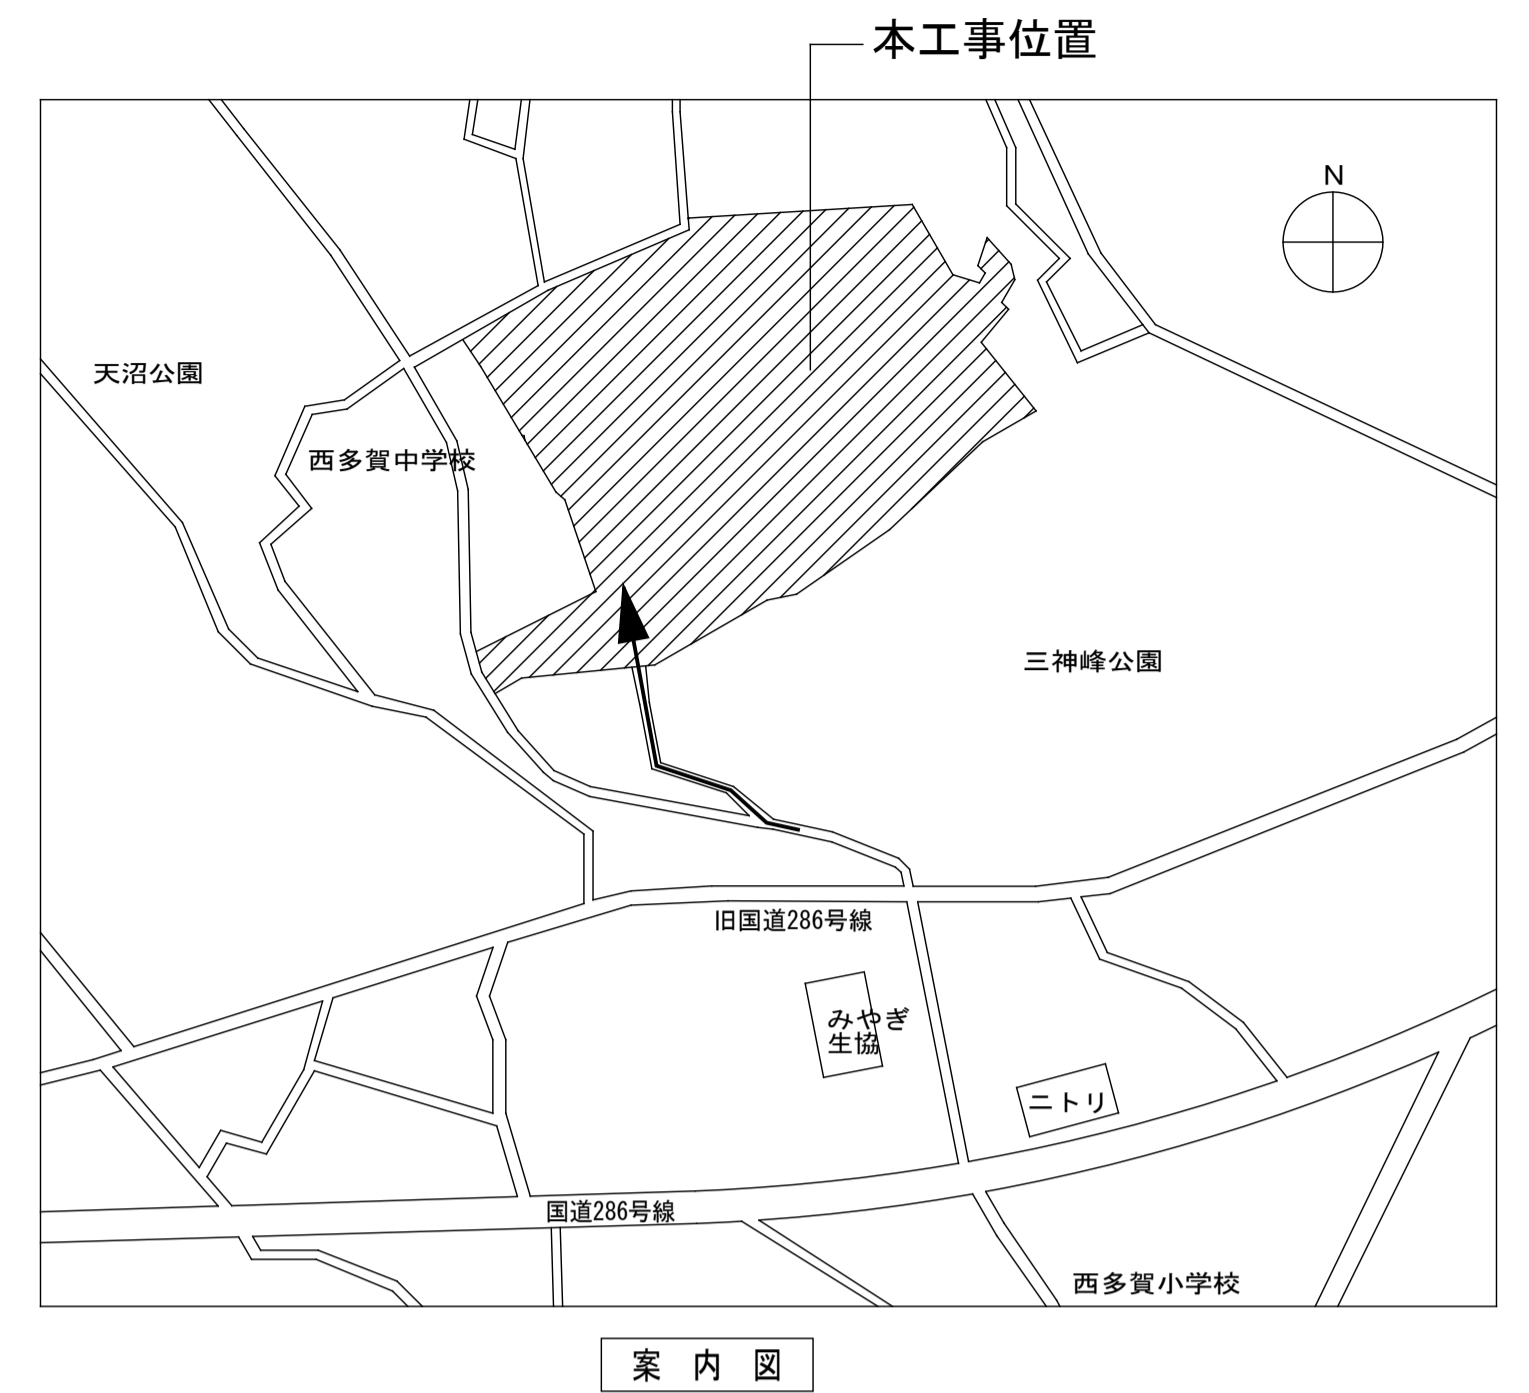 本工事位置
N
天沼公園
西多賀中学校
三神峰公園
旧国道286号線
みやぎ
生協
ニトリ
国道286号線
西多賀小学校
案 内 図